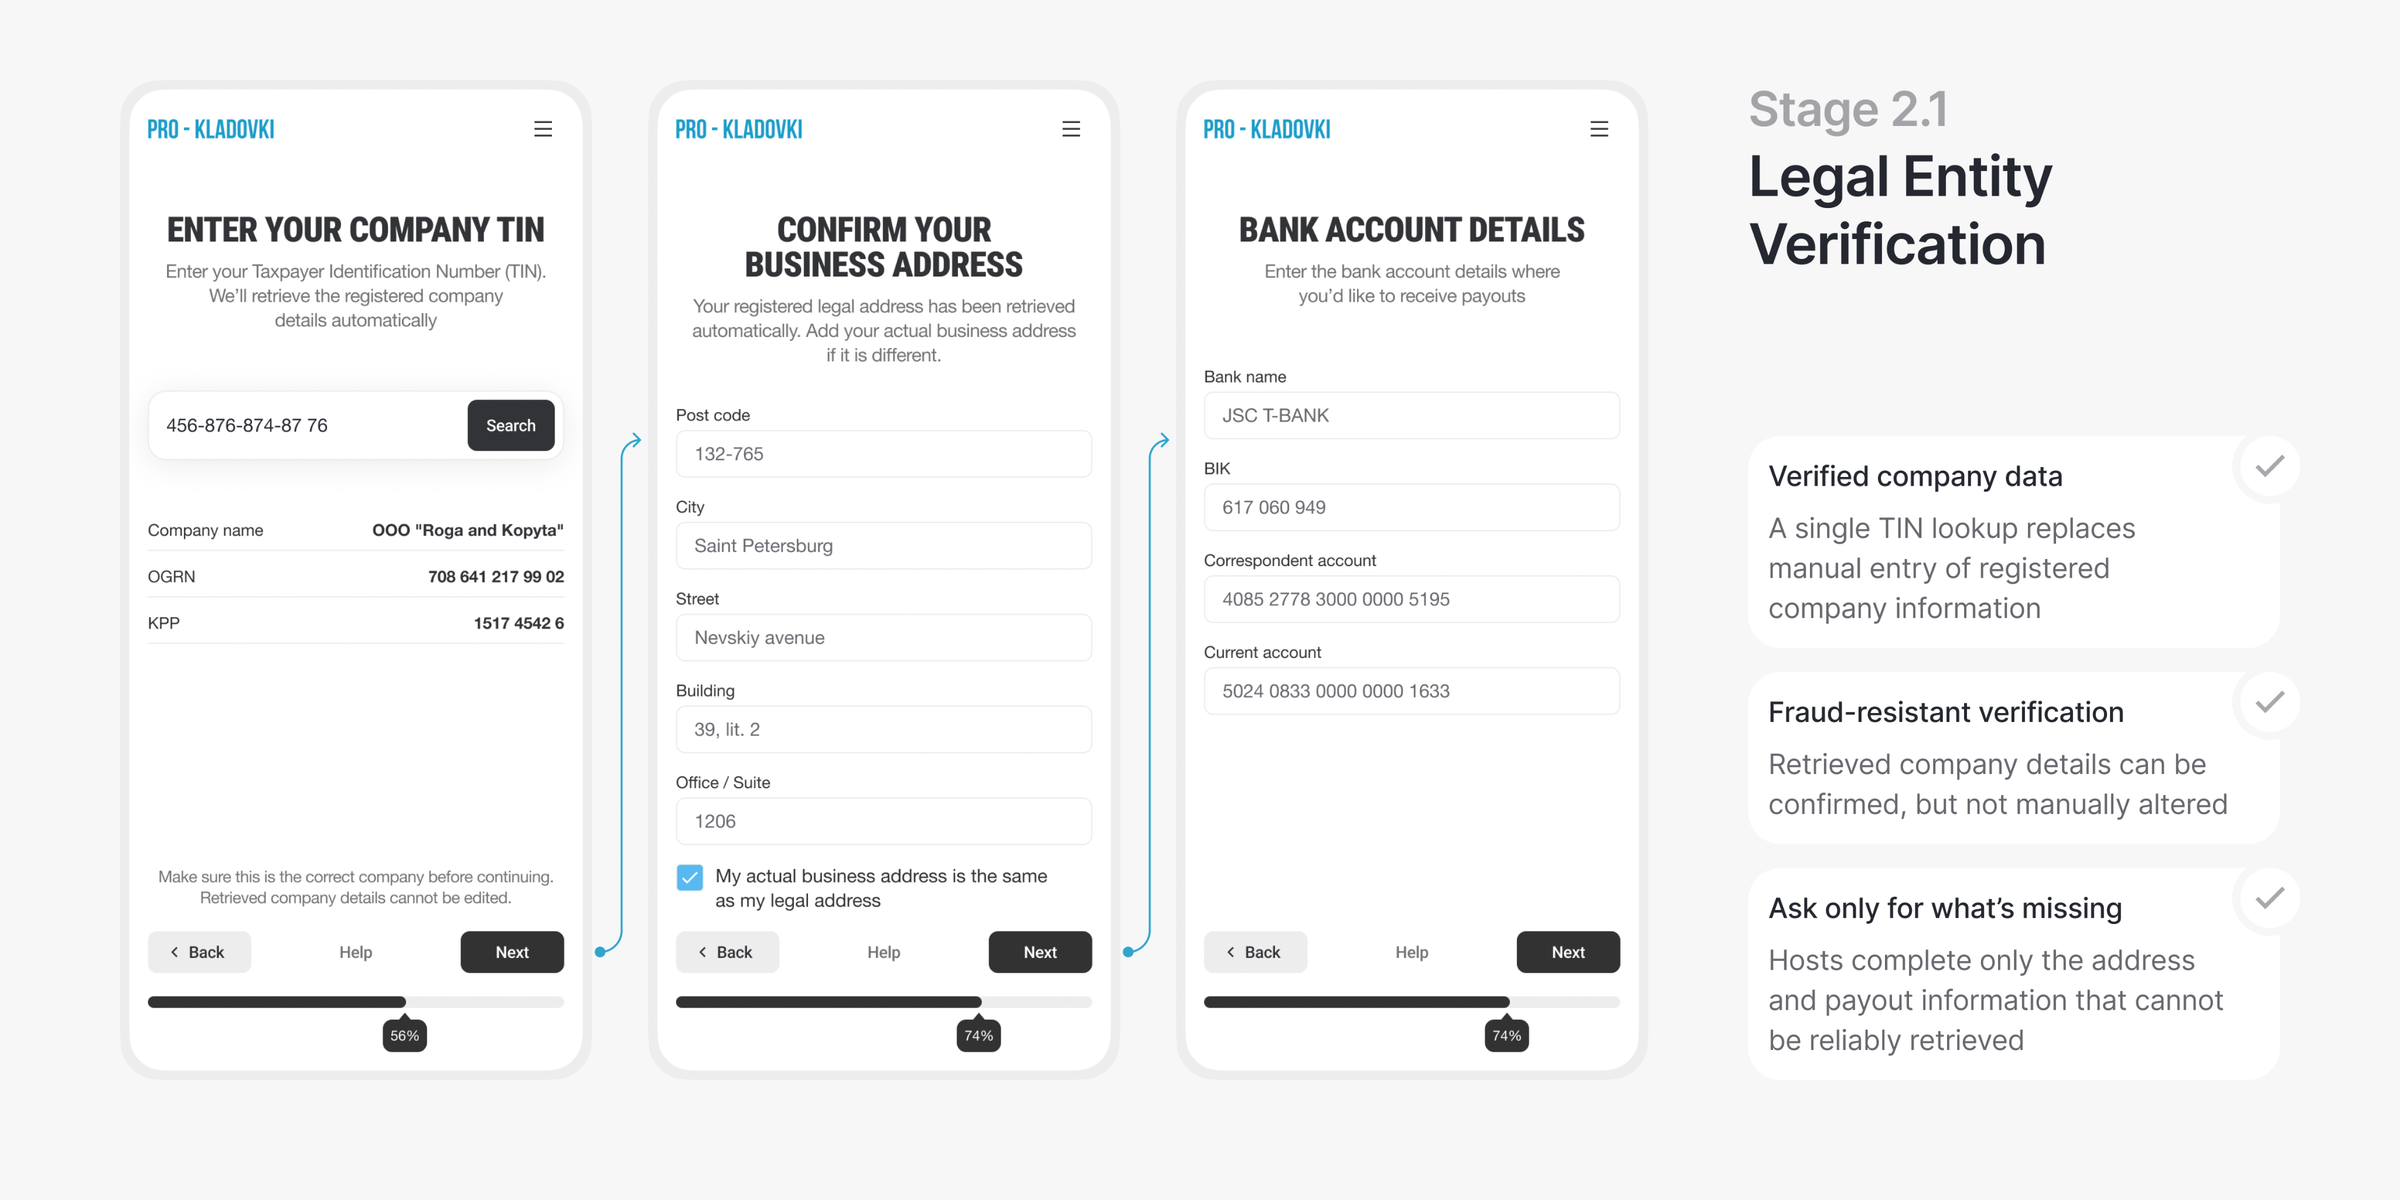 PRO - KLADOVKI
ENTER YOUR COMPANY TIN
Enter your Taxpayer Identification Number (TIN).
We'll retrieve the registered company
details automatically
456-876-874-87 76
Search
Company name
OOO "Roga and Kopyta"
OGRN
708 641 217 99 02
KPP
1517 4542 6
Make sure this is the correct company before continuing.
Retrieved company details cannot be edited.
Back
Help
Next
56%
PRO - KLADOVKI
CONFIRM YOUR
BUSINESS ADDRESS
Your registered legal address has been retrieved
automatically. Add your actual business address
if it is different.
Post code
132-765
City
Saint Petersburg
Street
Nevskiy avenue
Building
39, lit. 2
Office / Suite
1206
My actual business address is the same
as my legal address
Back
Help
Next
74%
PRO - KLADOVKI
BANK ACCOUNT DETAILS
Enter the bank account details where
you'd like to receive payouts
Bank name
JSC T-BANK
BIK
617 060 949
Correspondent account
4085 2778 3000 0000 5195
Current account
5024 0833 0000 0000 1633
Back
Help
Next
74%
Stage 2.1
Legal Entity
Verification
Verified company data
A single TIN lookup replaces
manual entry of registered
company information
Fraud-resistant verification
Retrieved company details can be
confirmed, but not manually altered
Ask only for what's missing
Hosts complete only the address
and payout information that cannot
be reliably retrieved